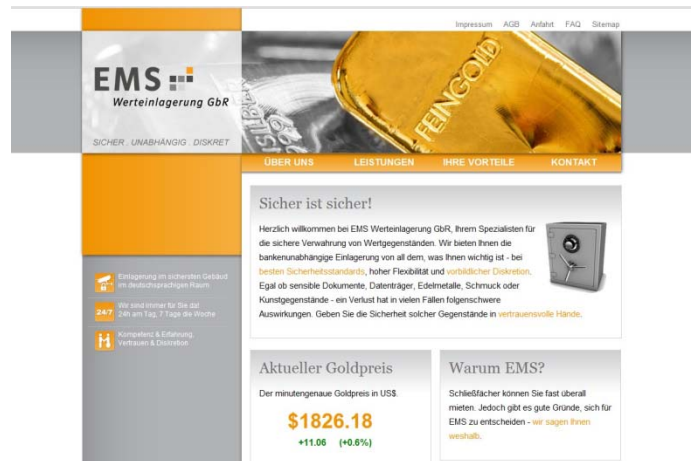 Impressum AGB Anfahrt FAQ Sitemap
EMS
Werteinlagerung GbR
SICHER . UNABHÄNGIG . DISKRET
FEINGOLD
ÜBER UNS LEISTUNGEN IHRE VORTEILE KONTAKT
Sicher ist sicher!
Herzlich willkommen bei EMS Werteinlagerung GbR, Ihrem Spezialisten für
die sichere Verwahrung von Wertgegenständen. Wir bieten Ihnen die
bankenunabhängige Einlagerung von all dem, was Ihnen wichtig ist - bei
besten Sicherheitsstandards, hoher Flexibilität und vorbildlicher Diskretion.
Egal ob sensible Dokumente, Datenträger, Edelmetalle, Schmuck oder
Kunstgegenstände - ein Verlust hat in vielen Fällen folgenschwere
Auswirkungen. Geben Sie die Sicherheit solcher Gegenstände in vertrauensvolle Hände.
Einlagerung im sichersten Gebäud
im deutschsprachigen Raum
24/7
Wir sind immer für Sie da!
24h am Tag, 7 Tage die Woche
Kompetenz & Erfahrung,
Vertrauen & Diskretion
Aktueller Goldpreis
Der minutengenaue Goldpreis in US$.
$1826.18
+11.06 (+0.6%)
Warum EMS?
Schließfächer können Sie fast überall
mieten. Jedoch gibt es gute Gründe, sich für
EMS zu entscheiden - wir sagen Ihnen
weshalb.